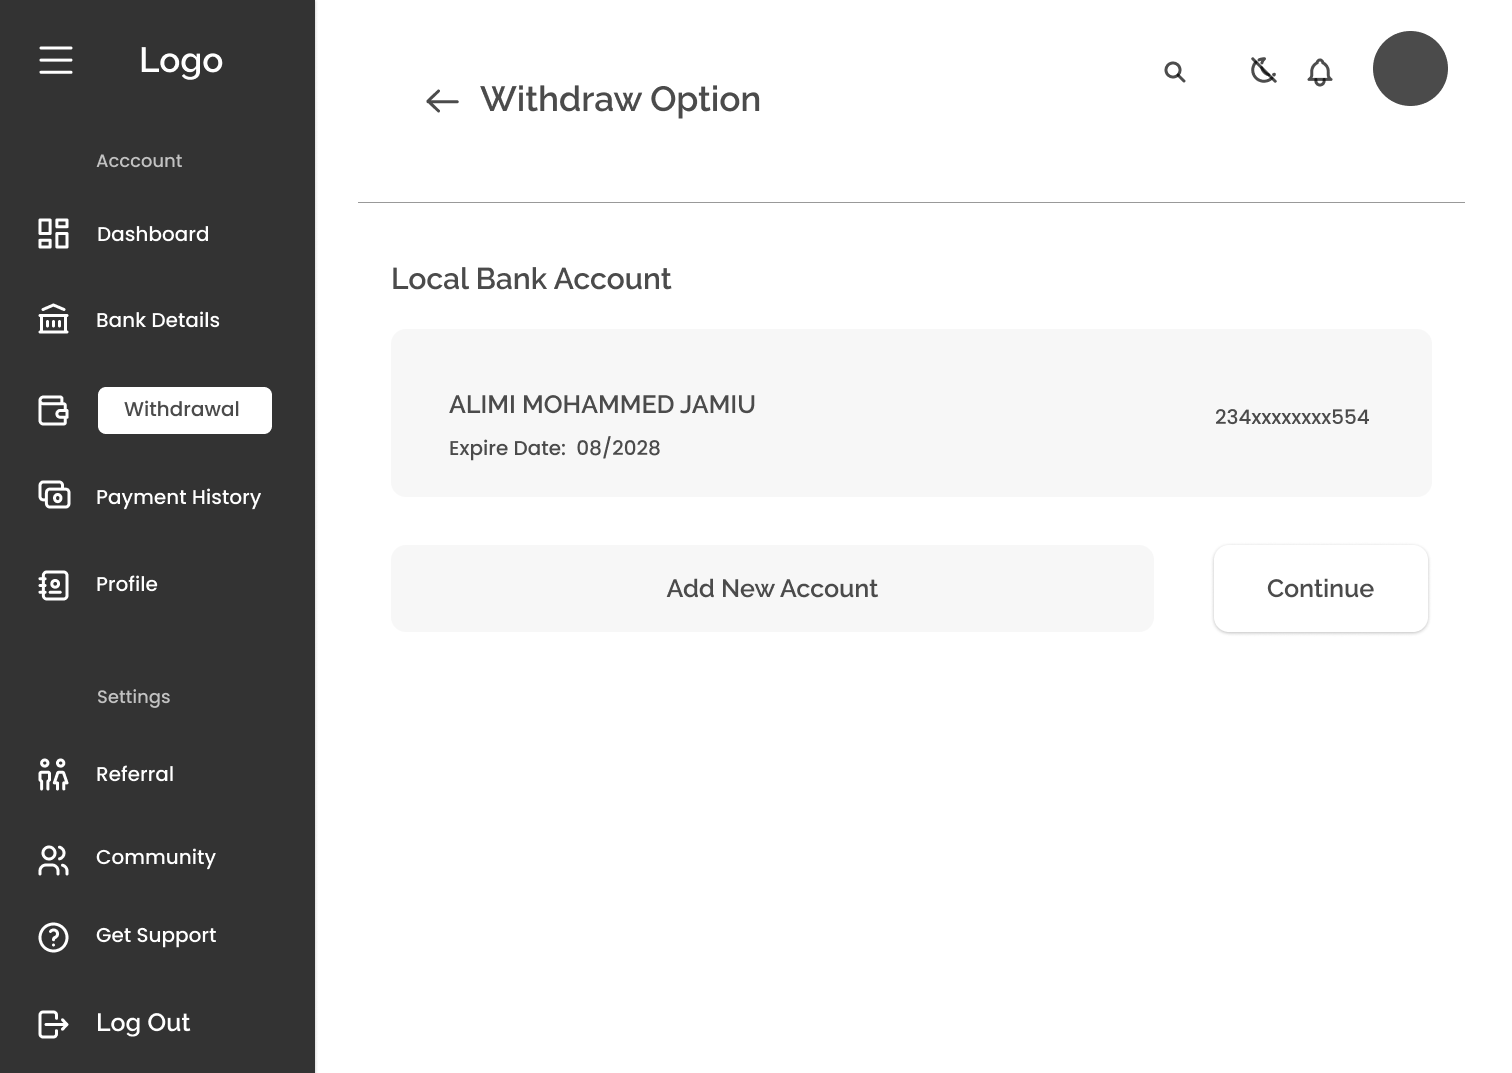 Logo
Withdraw Option
Acccount
Dashboard
Bank Details
Withdrawal
Payment History
Profile
Settings
Referral
Community
Get Support
Log Out
Local Bank Account
ALIMI MOHAMMED JAMIU
234xxxxxxxx554
Expire Date: 08/2028
Add New Account
Continue